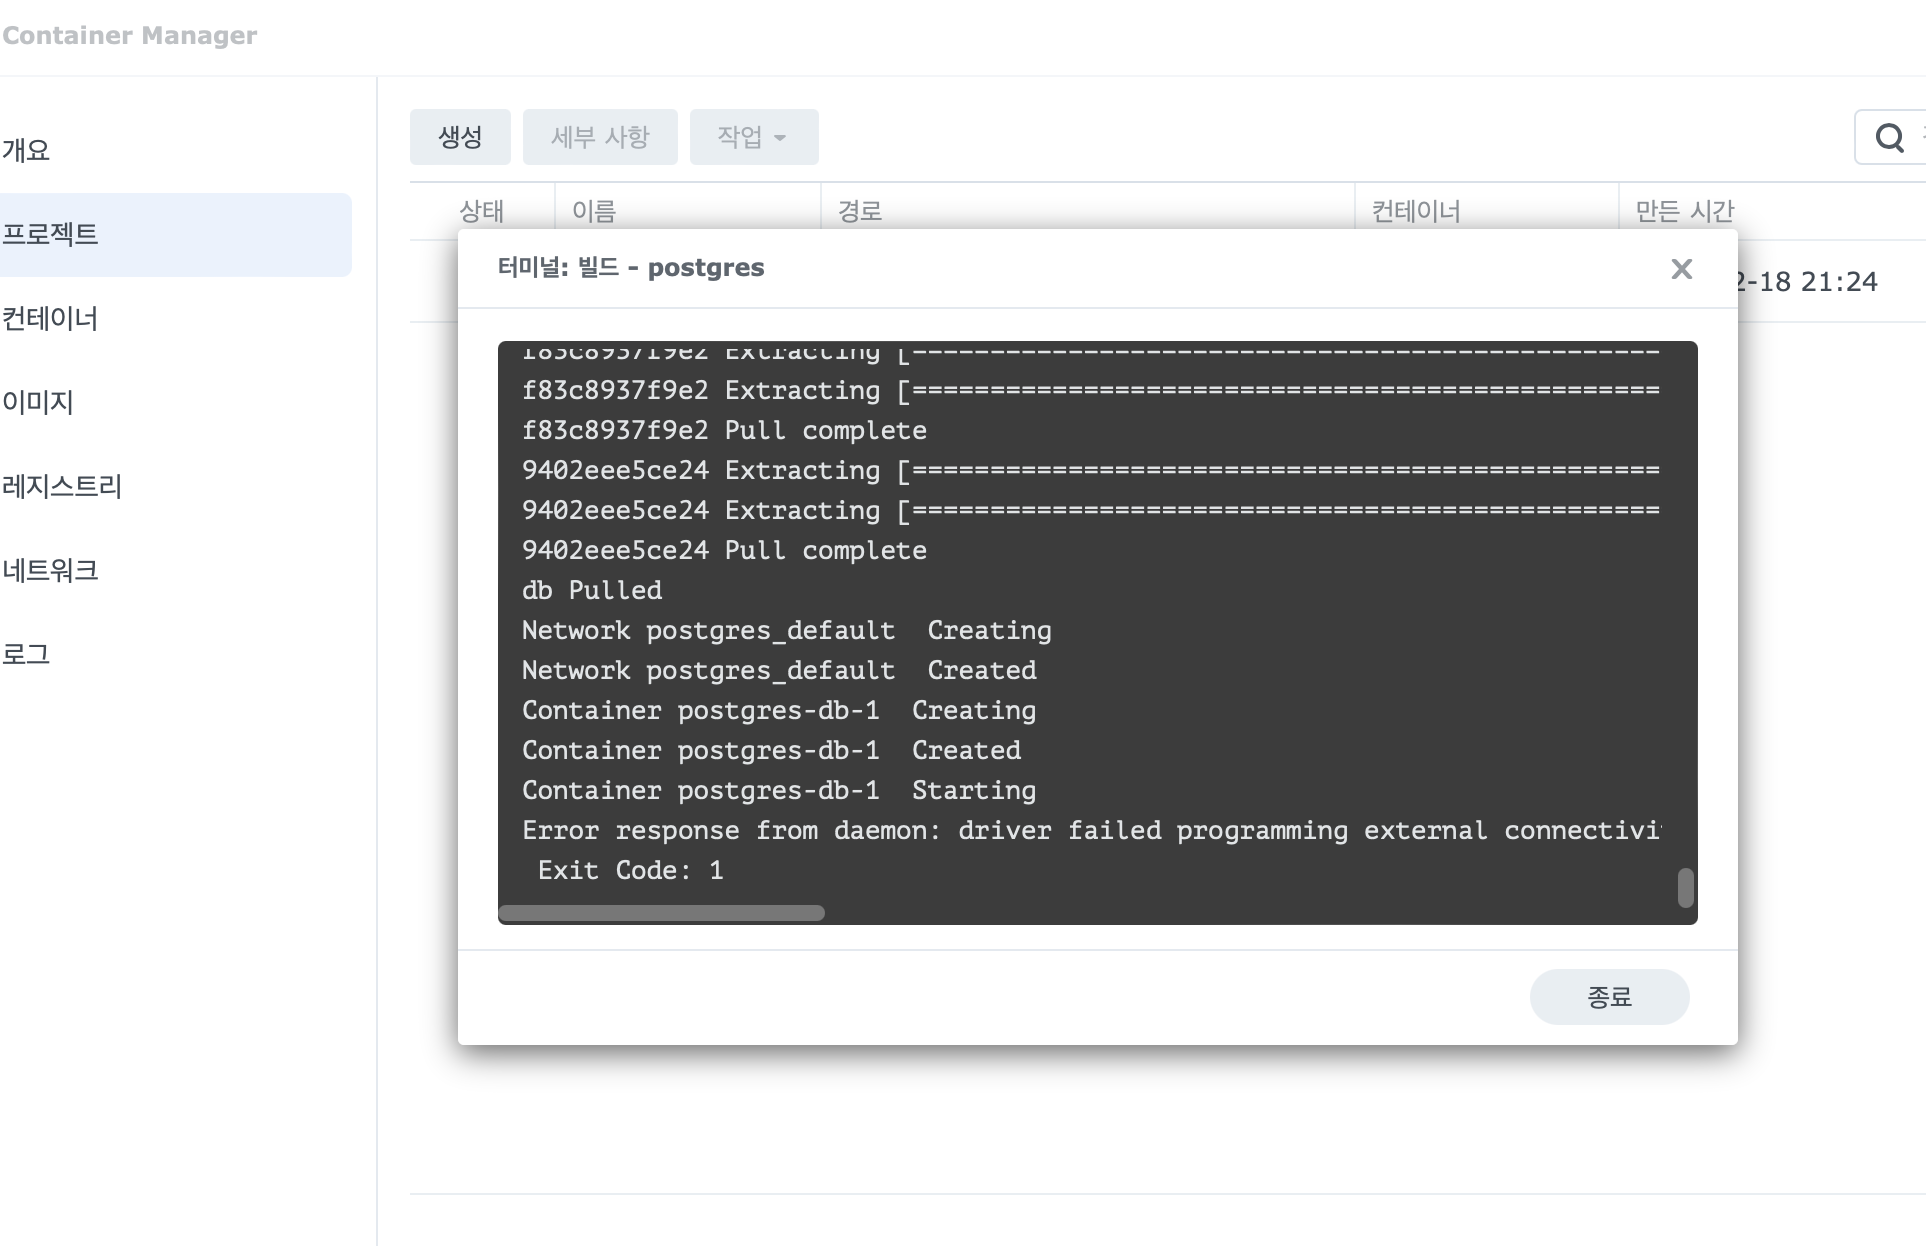 Container Manager
개요
프로젝트
컨테이너
이미지
레지스트리
네트워크
로그
생성 세부 사항 작업
상태 이름 경로 컨테이너 만든 시간
2-18 21:24
터미널: 빌드 - postgres
f83c8937f9e2 Extracting [================================================
f83c8937f9e2 Extracting [================================================
f83c8937f9e2 Pull complete
9402eee5ce24 Extracting [================================================
9402eee5ce24 Extracting [================================================
9402eee5ce24 Pull complete
db Pulled
Network postgres_default  Creating
Network postgres_default  Created
Container postgres-db-1  Creating
Container postgres-db-1  Created
Container postgres-db-1  Starting
Error response from daemon: driver failed programming external connectivi
Exit Code: 1
종료